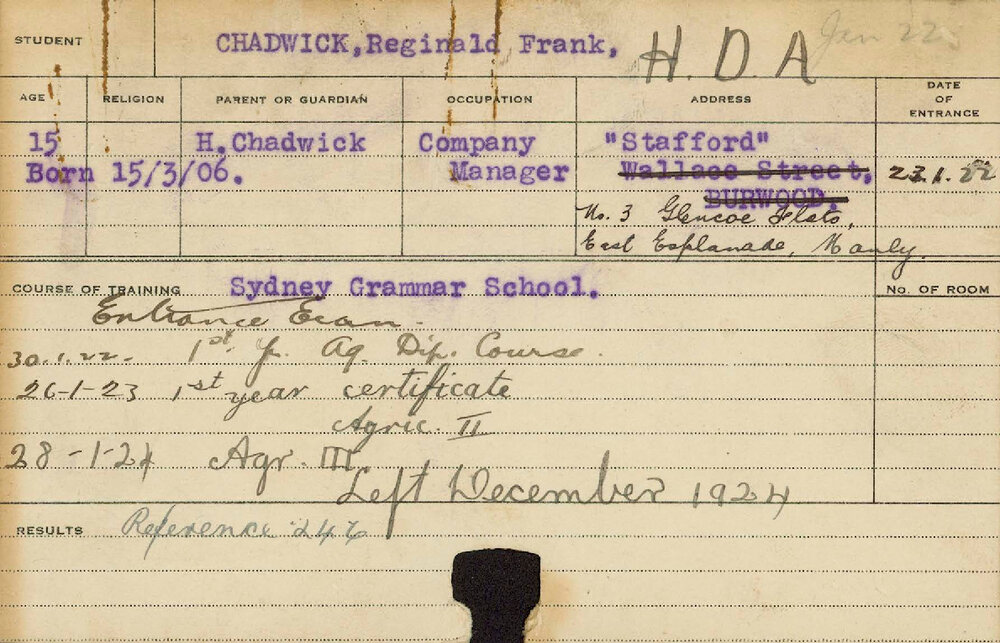 STUDENT CHADWICK,Reginald Frank, H.D.A Jan 22
AGE RELIGION PARENT OR GUARDIAN OCCUPATION ADDRESS DATE OF ENTRANCE
15 H.Chadwick Company "Stafford"
Born 15/3/06. Manager Wallace Street, 23.1.22
BURWOOD.
No. 3 Glencoe Flats,
East Esplanade, Manly.
COURSE OF TRAINING Sydney Grammar School. No. OF ROOM
Entrance Exam.
30.1.22. 1st y. Ag. Dip. Course.
26-1-23 1st year certificate
Agric. II
28-1-24 Agr. III
Left December 1924
RESULTS Reference 246